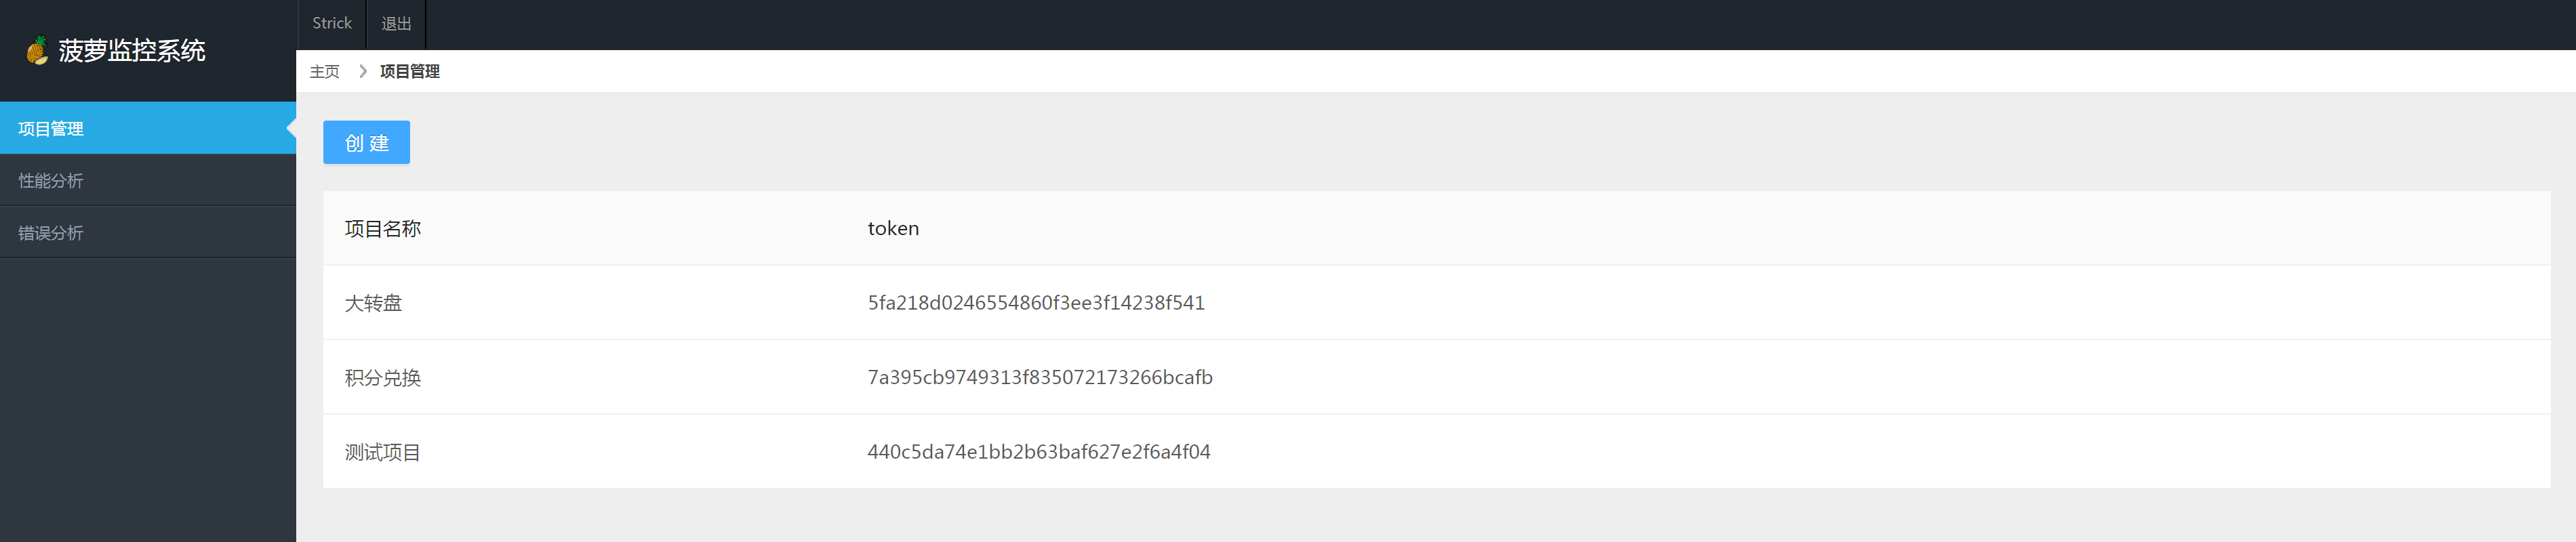 菠萝监控系统
Strick 退出
主页 项目管理
项目管理
性能分析
错误分析
创 建
项目名称 token
大转盘 5fa218d0246554860f3ee3f14238f541
积分兑换 7a395cb9749313f835072173266bcafb
测试项目 440c5da74e1bb2b63baf627e2f6a4f04